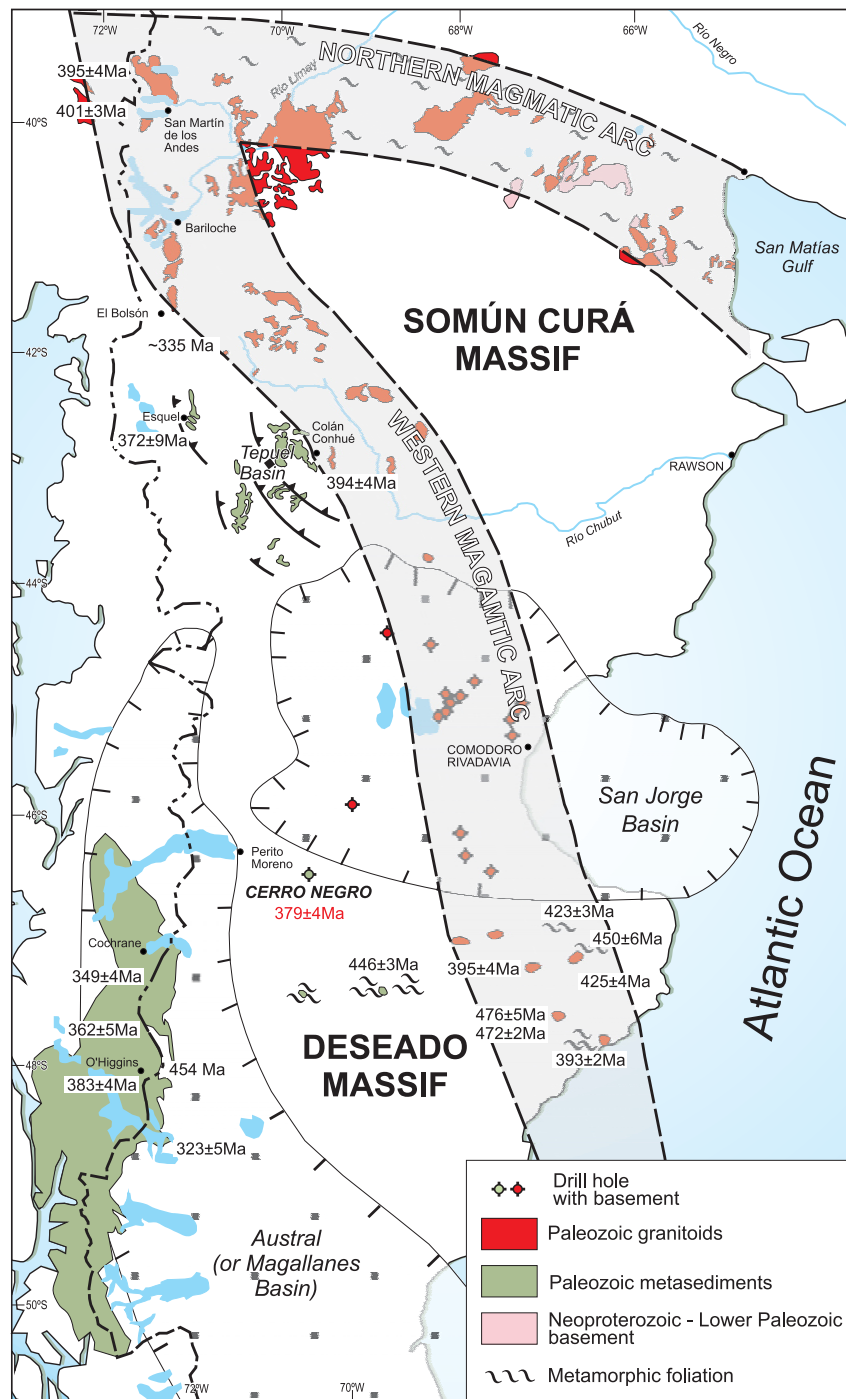 72°W
70°W
68°W
66°W
Río Negro
NORTHERN MAGMATIC ARC
395±4Ma
Río Limay
401±3Ma
San Martín
de los
Andes
40°S
Bariloche
San Matías
Gulf
El Bolsón
SOMÚN CURÁ
MASSIF
~335 Ma
42°S
Esquel
372±9Ma
Colán
Conhué
Tepuel
Basin
394±4Ma
WESTERN MAGAMTIC ARC
RAWSON
Río Chubut
44°S
COMODORO
RIVADAVIA
San Jorge
Basin
Atlantic Ocean
46°S
Perito
Moreno
CERRO NEGRO
379±4Ma
423±3Ma
450±6Ma
Cochrane
349±4Ma
446±3Ma
395±4Ma
425±4Ma
362±5Ma
476±5Ma
472±2Ma
DESEADO
MASSIF
393±2Ma
48°S
O'Higgins
383±4Ma
454 Ma
323±5Ma
Austral
(or Magallanes
Basin)
50°S
72°W
70°W
Drill hole
with basement
Paleozoic granitoids
Paleozoic metasediments
Neoproterozoic - Lower Paleozoic
basement
Metamorphic foliation